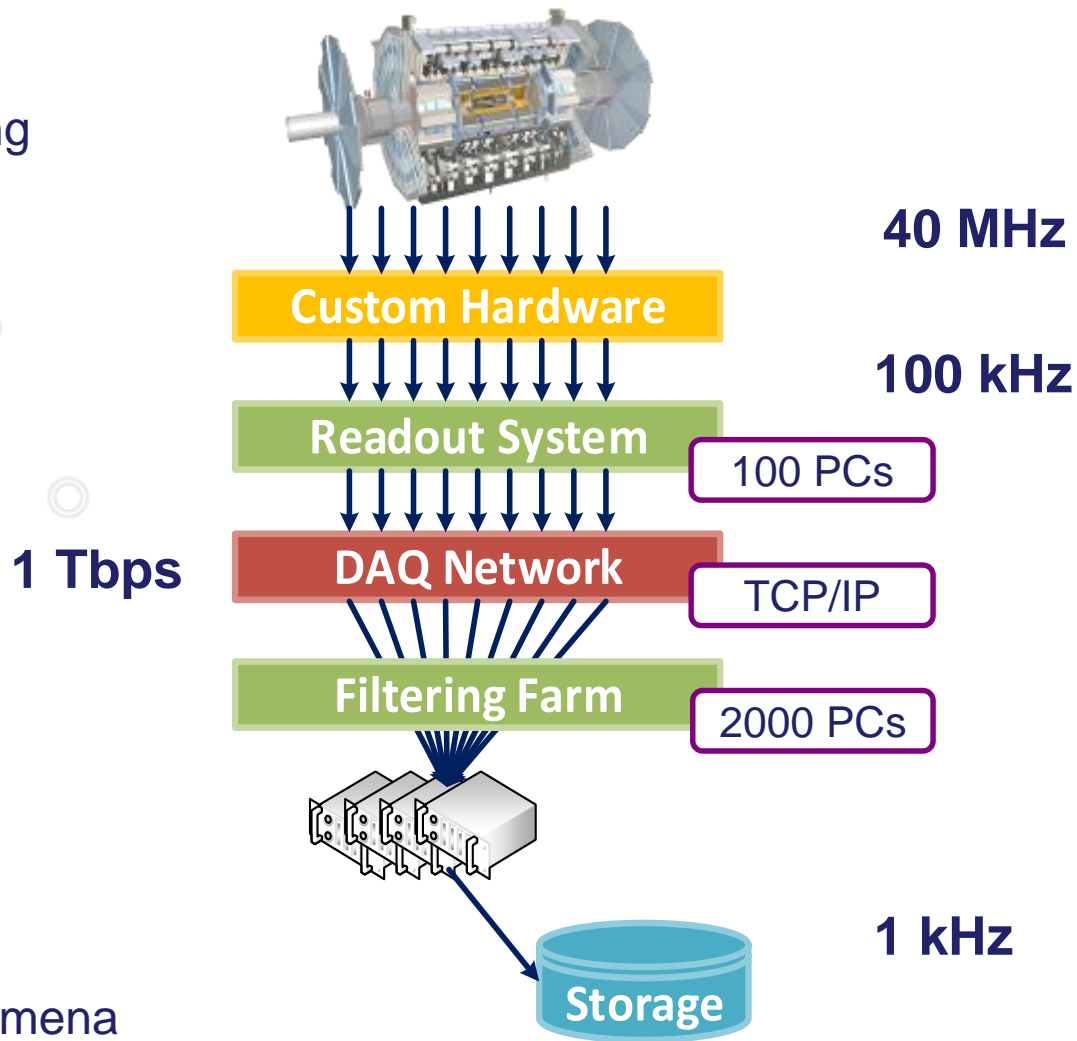 40 MHz
Custom Hardware
100 kHz
Readout System
100 PCs
1 Tbps
DAQ Network
TCP/IP
Filtering Farm
2000 PCs
1 kHz
Storage